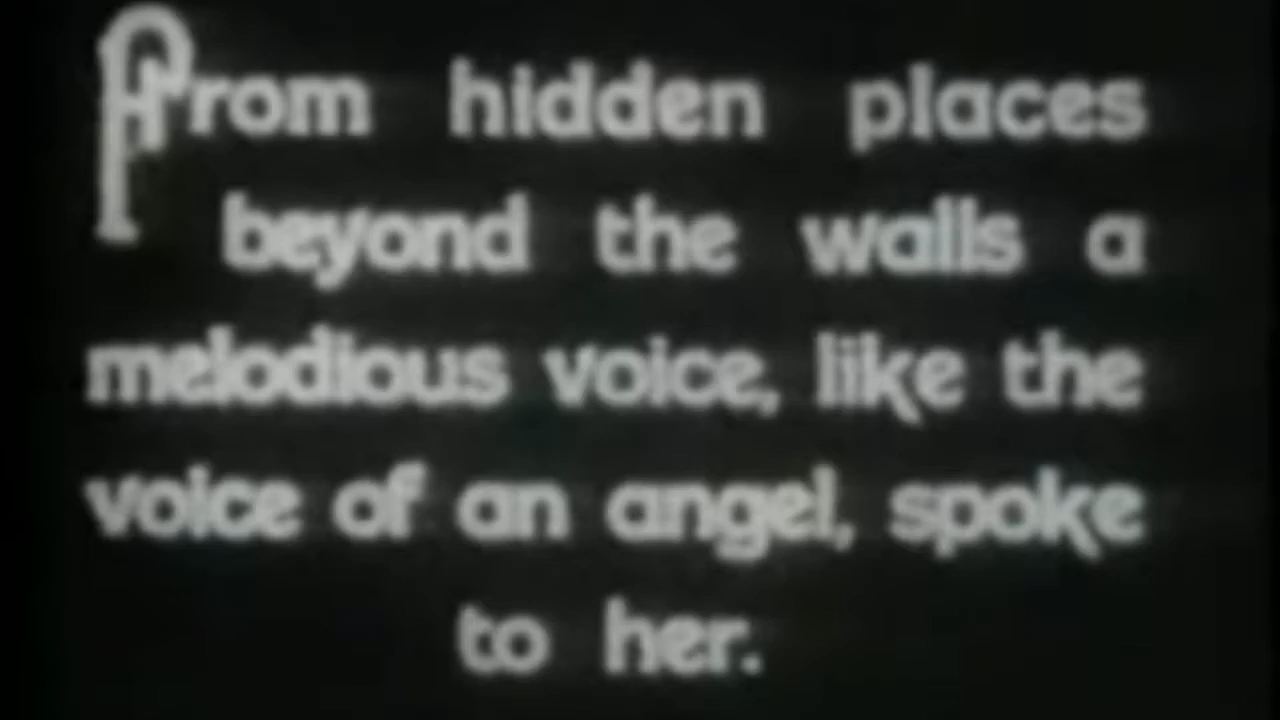 From hidden places
beyond the walls a
melodious voice, like the
voice of an angel, spoke
to her.